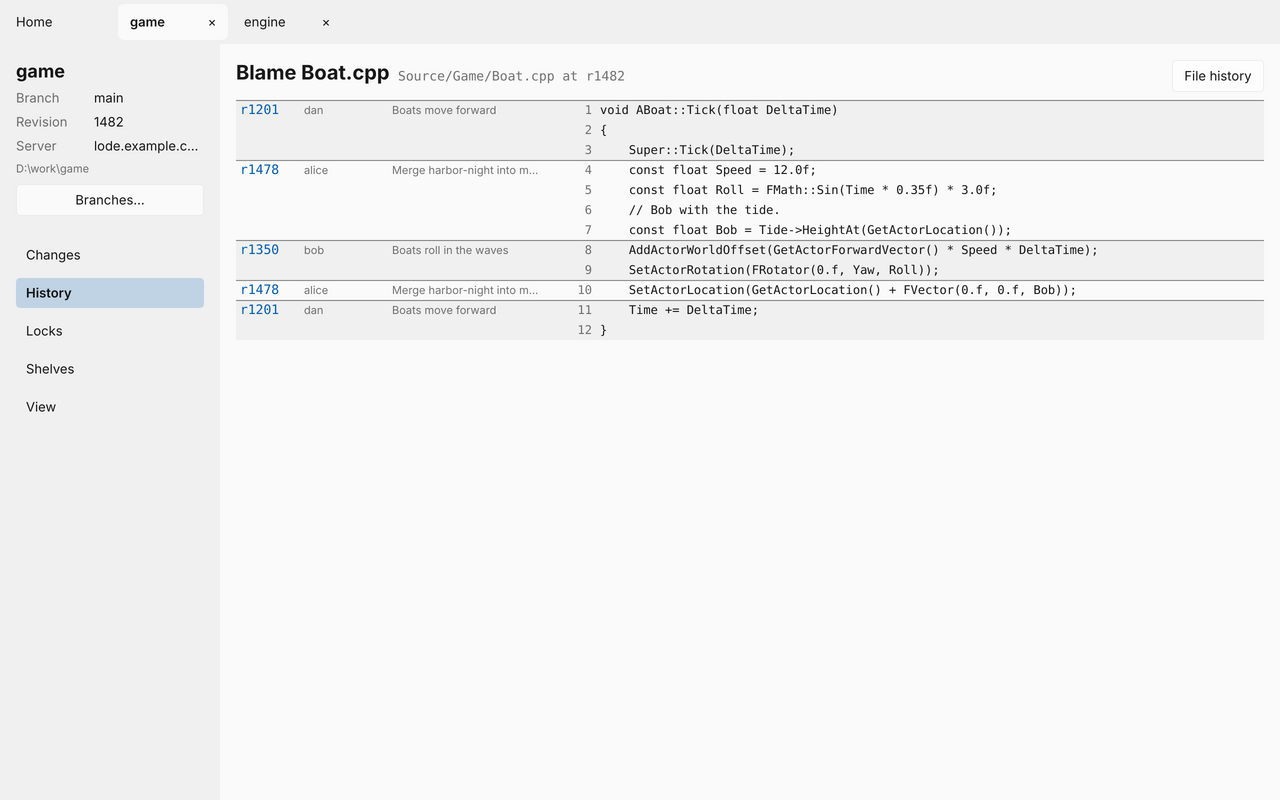 Home game × engine ×
game
Branch main
Revision 1482
Server lode.example.c...
D:\work\game
Branches...
Changes
History
Locks
Shelves
View
Blame Boat.cpp Source/Game/Boat.cpp at r1482
File history
r1201 dan Boats move forward 1 void ABoat::Tick(float DeltaTime)
2 {
3     Super::Tick(DeltaTime);
r1478 alice Merge harbor-night into m... 4     const float Speed = 12.0f;
5     const float Roll = FMath::Sin(Time * 0.35f) * 3.0f;
6     // Bob with the tide.
7     const float Bob = Tide->HeightAt(GetActorLocation());
r1350 bob Boats roll in the waves 8     AddActorWorldOffset(GetActorForwardVector() * Speed * DeltaTime);
9     SetActorRotation(FRotator(0.f, Yaw, Roll));
r1478 alice Merge harbor-night into m... 10     SetActorLocation(GetActorLocation() + FVector(0.f, 0.f, Bob));
r1201 dan Boats move forward 11     Time += DeltaTime;
12 }